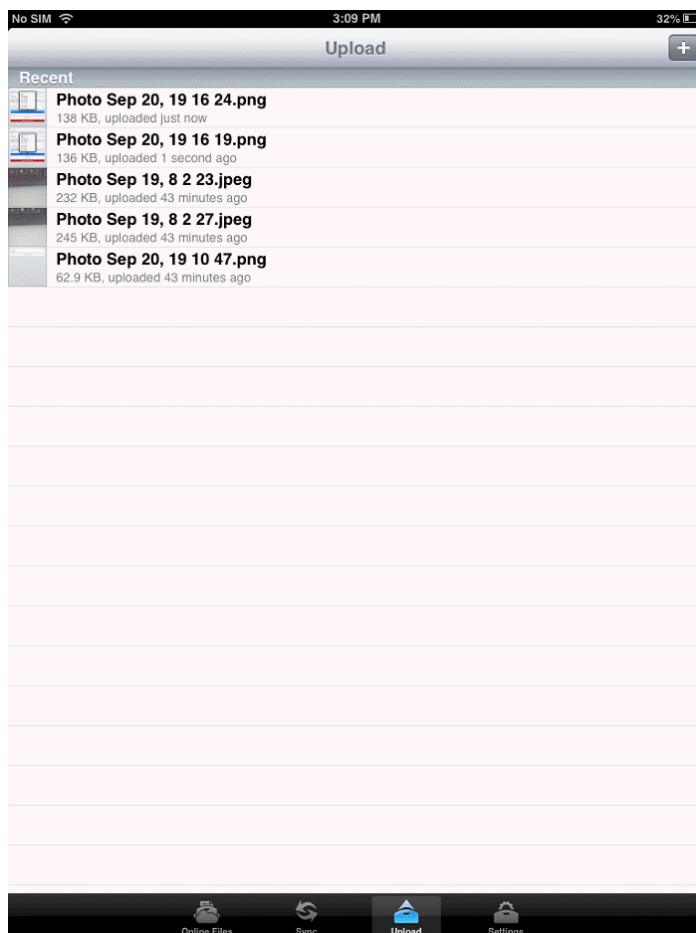 No SIM 3:09 PM 32%
Upload
+
Recent
Photo Sep 20, 19 16 24.png
138 KB, uploaded just now
Photo Sep 20, 19 16 19.png
136 KB, uploaded 1 second ago
Photo Sep 19, 8 2 23.jpeg
232 KB, uploaded 43 minutes ago
Photo Sep 19, 8 2 27.jpeg
245 KB, uploaded 43 minutes ago
Photo Sep 20, 19 10 47.png
62.9 KB, uploaded 43 minutes ago
Online Files Sync Upload Settings